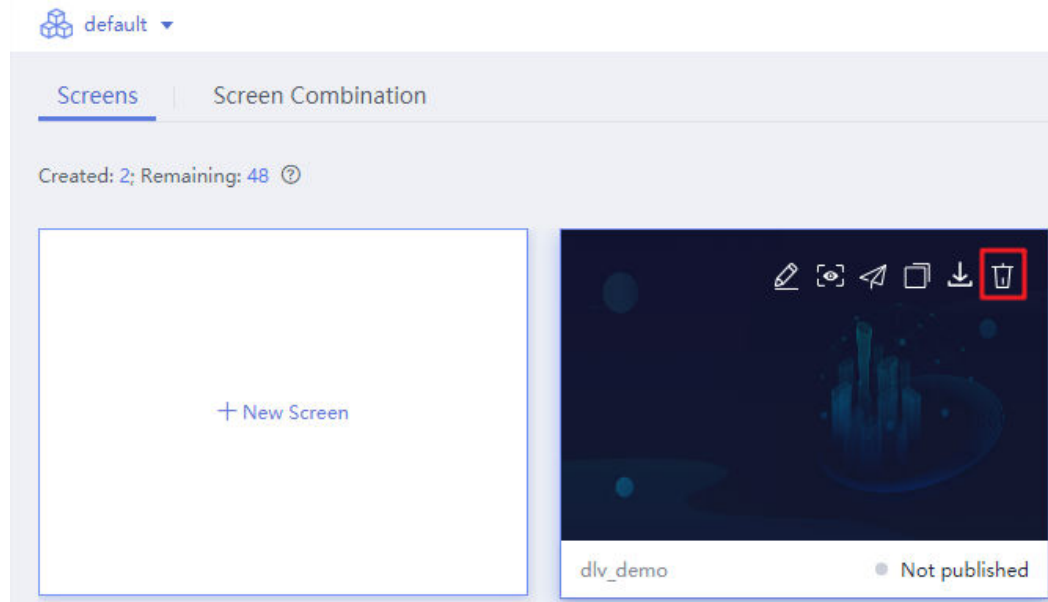 default
Screens
Screen Combination
Created: 2; Remaining: 48
+ New Screen
dlv_demo
Not published